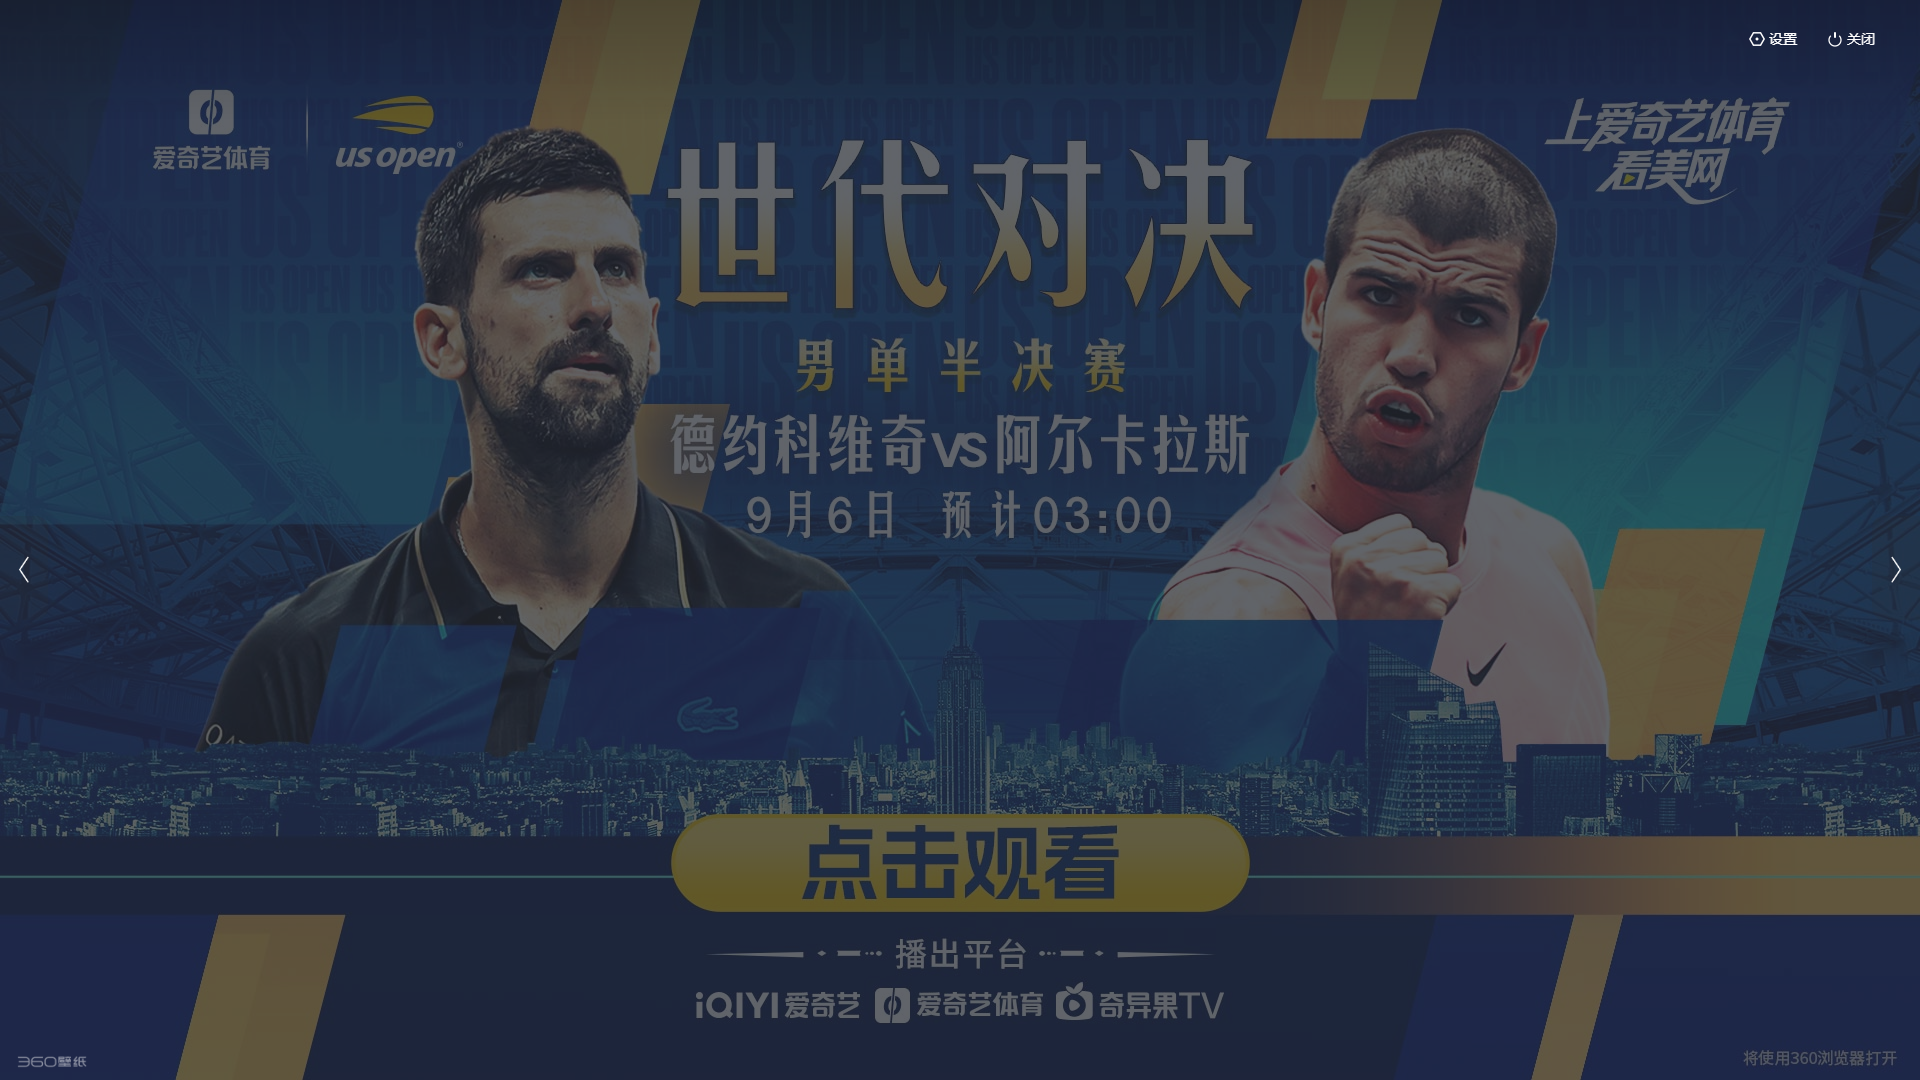 设置 关闭
爱奇艺体育
us open
上爱奇艺体育
看美网
世代对决
男单半决赛
德约科维奇vs阿尔卡拉斯
9月6日 预计03:00
点击观看
播出平台
iQIYI爱奇艺 爱奇艺体育 奇异果TV
360壁纸
将使用360浏览器打开